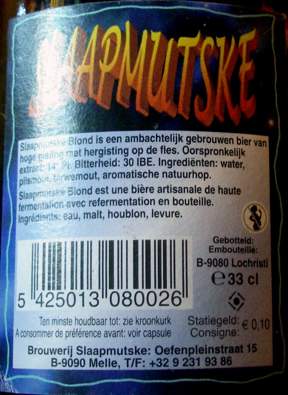 SLAAPMUTSKE
Slaapmutske Blond is een ambachtelijk gebrouwen bier van
hoge gisting met hergisting op de fles. Oorspronkelijk
extract: 14° Pl. Bitterheid: 30 IBE. Ingrediënten: water,
pilsmout, tarwemout, aromatische natuurhop.
Slaapmutske Blond est une bière artisanale de haute
fermentation avec refermentation en bouteille.
Ingrédients: eau, malt, houblon, levure.
Gebotteld:
Embouteillé:
B-9080 Lochristi
e 33 cl
5 425013 080026
Ten minste houdbaar tot: zie kroonkurk
A consommer de préférence avant: voir capsule
Statiegeld: € 0,10
Consigne:
Brouwerij Slaapmutske: Oefenpleinstraat 15
B-9090 Melle, T/F: +32 9 231 93 86